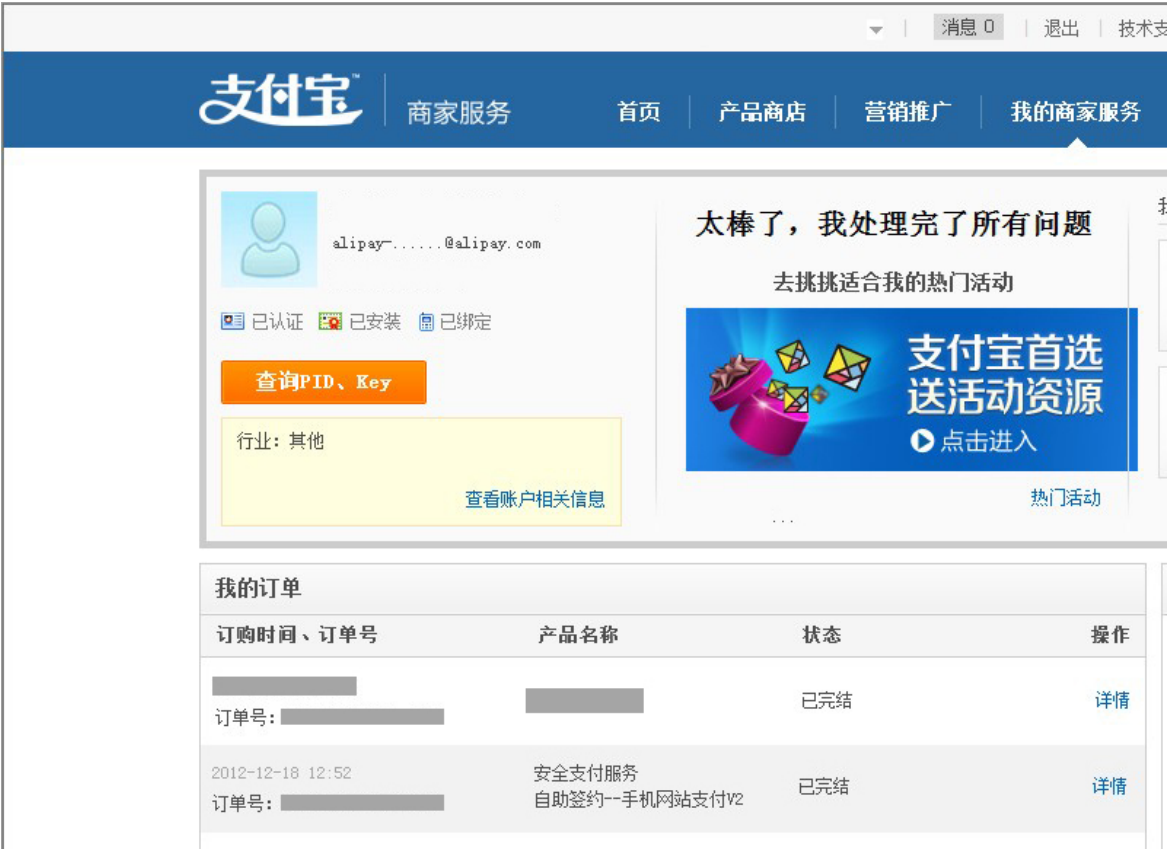 消息 0
退出
技术支
支付宝™
商家服务
首页
产品商店
营销推广
我的商家服务
alipay-......@alipay.com
已认证
已安装
已绑定
查询PID、Key
行业：其他
查看账户相关信息
太棒了，我处理完了所有问题
去挑挑适合我的热门活动
支付宝首选
送活动资源
点击进入
热门活动
...
我的订单
订购时间、订单号
产品名称
状态
操作
订单号：
已完结
详情
2012-12-18 12:52
订单号：
安全支付服务
自助签约--手机网站支付V2
已完结
详情